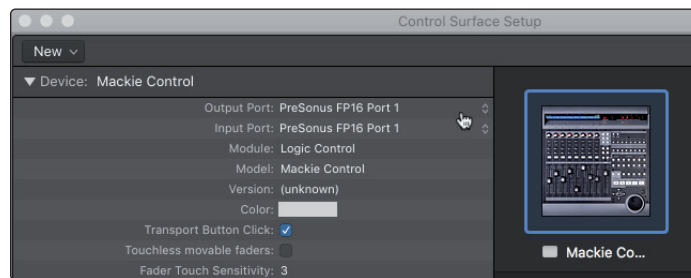 Control Surface Setup
New
Device: Mackie Control
Output Port: PreSonus FP16 Port 1
Input Port: PreSonus FP16 Port 1
Module: Logic Control
Model: Mackie Control
Version: (unknown)
Color:
Transport Button Click:
Touchless movable faders:
Fader Touch Sensitivity: 3
Mackie Co...